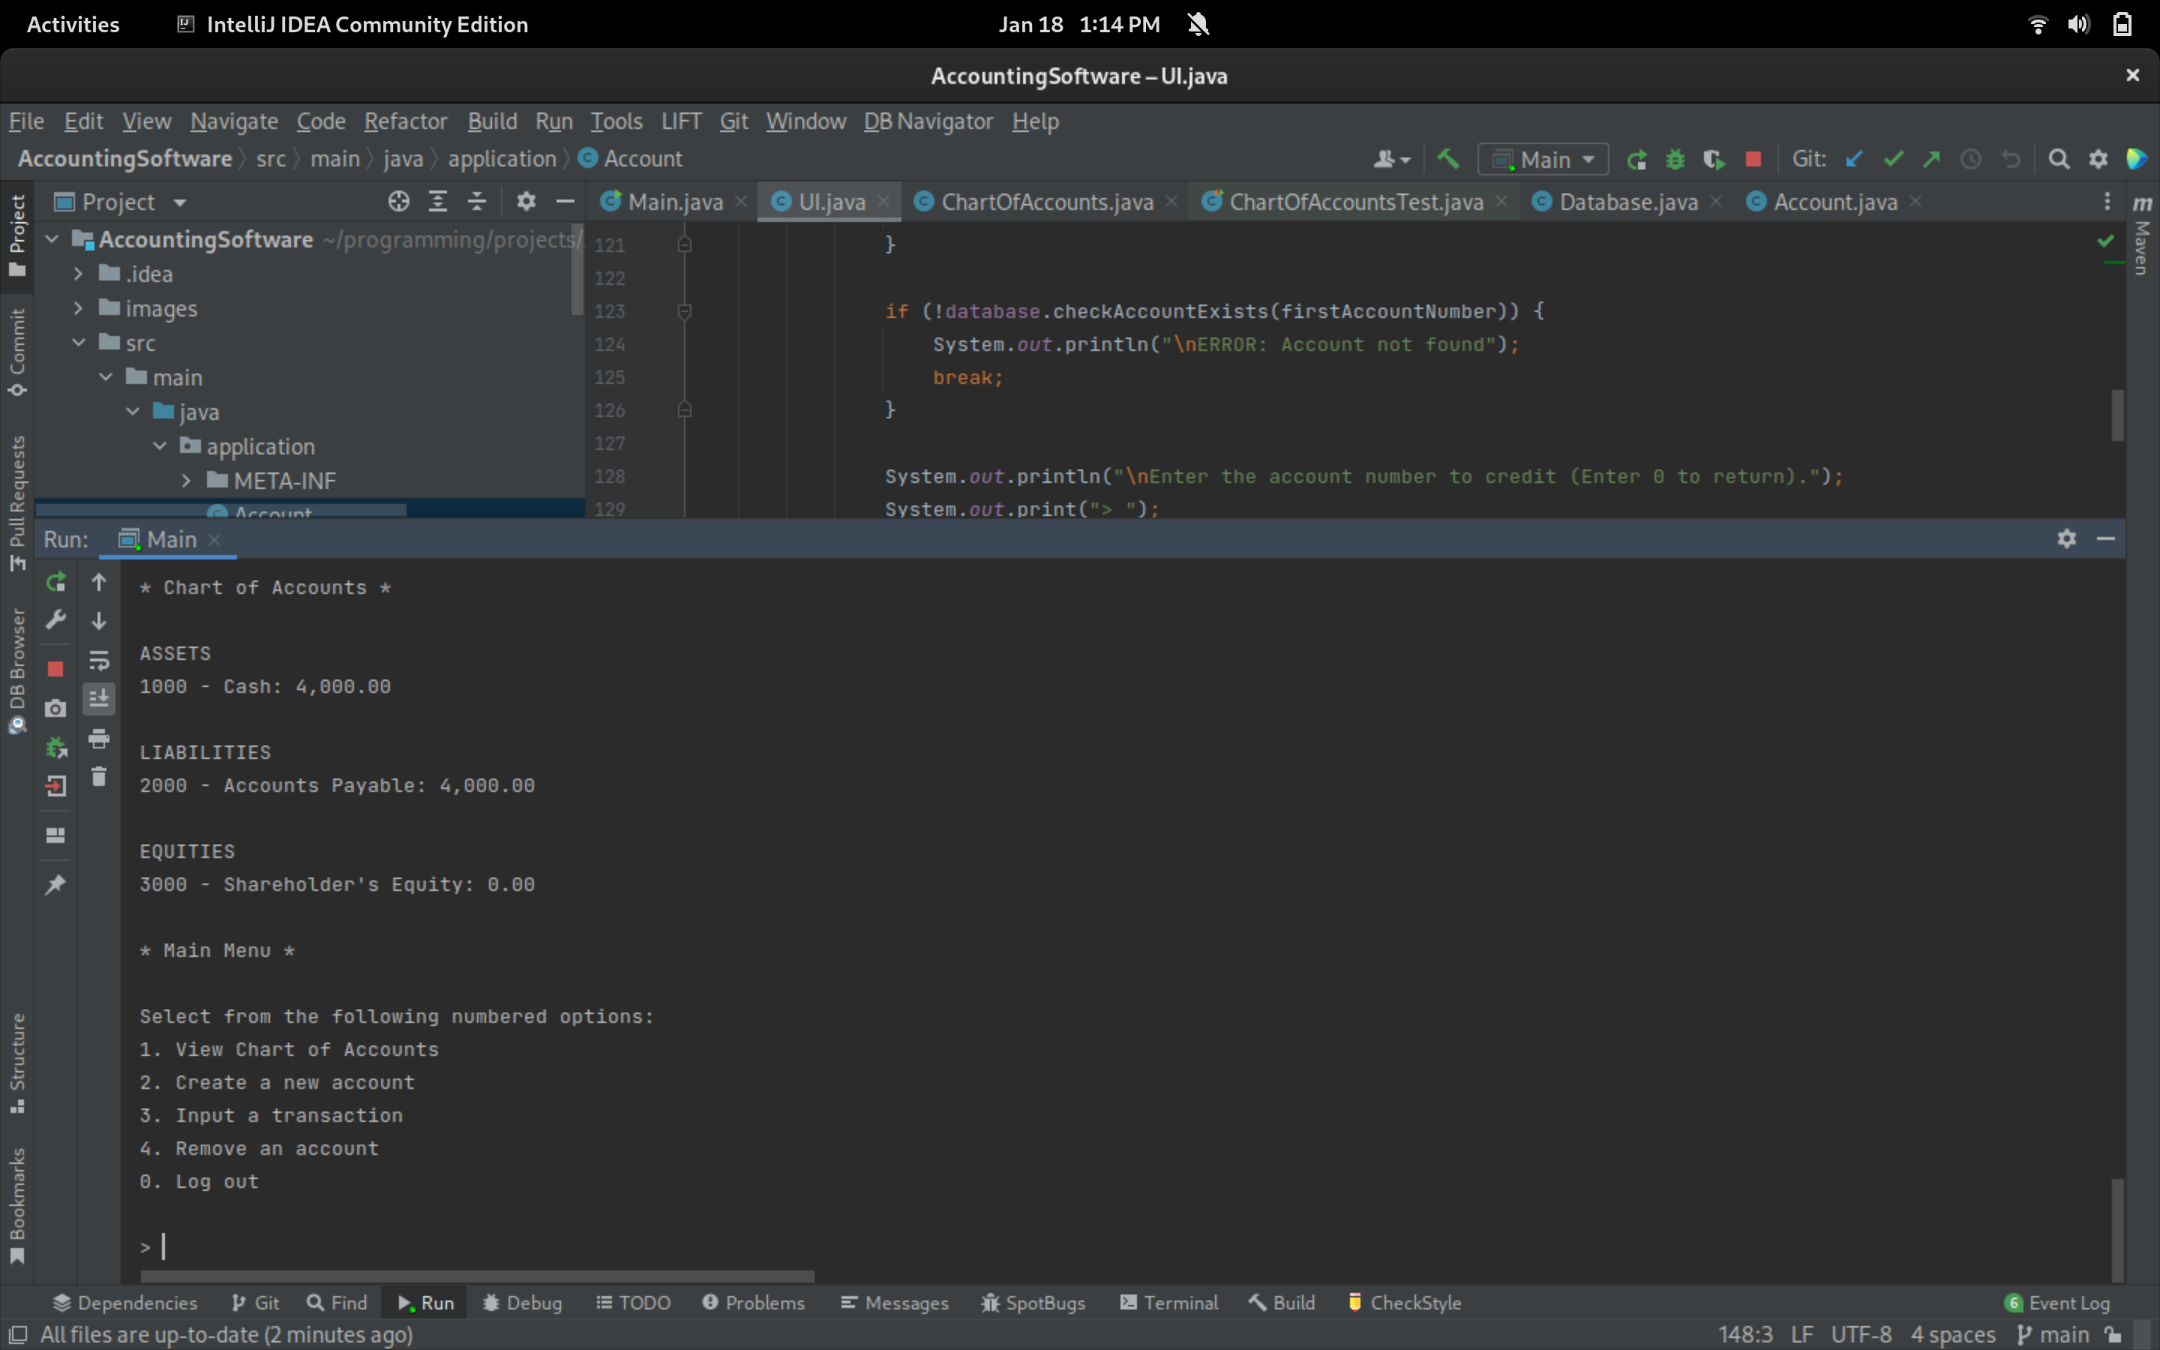 Activities
IntelliJ IDEA Community Edition
Jan 18 1:14 PM
AccountingSoftware – UI.java
File Edit View Navigate Code Refactor Build Run Tools LIFT Git Window DB Navigator Help
AccountingSoftware src main java application Account
Main
Git:
Project
Main.java UI.java ChartOfAccounts.java ChartOfAccountsTest.java Database.java Account.java
AccountingSoftware ~/programming/projects/
.idea
images
src
main
java
application
META-INF
Account
121 }
122
123 if (!database.checkAccountExists(firstAccountNumber)) {
124 System.out.println("\nERROR: Account not found");
125 break;
126 }
127
128 System.out.println("\nEnter the account number to credit (Enter 0 to return).");
129 System.out.print("> ");
Project
Commit
Pull Requests
DB Browser
Structure
Bookmarks
m Maven
Run: Main
* Chart of Accounts *
ASSETS
1000 - Cash: 4,000.00
LIABILITIES
2000 - Accounts Payable: 4,000.00
EQUITIES
3000 - Shareholder's Equity: 0.00
* Main Menu *
Select from the following numbered options:
1. View Chart of Accounts
2. Create a new account
3. Input a transaction
4. Remove an account
0. Log out
>
Dependencies Git Find Run Debug TODO Problems Messages SpotBugs Terminal Build CheckStyle
6 Event Log
All files are up-to-date (2 minutes ago)
148:3 LF UTF-8 4 spaces main